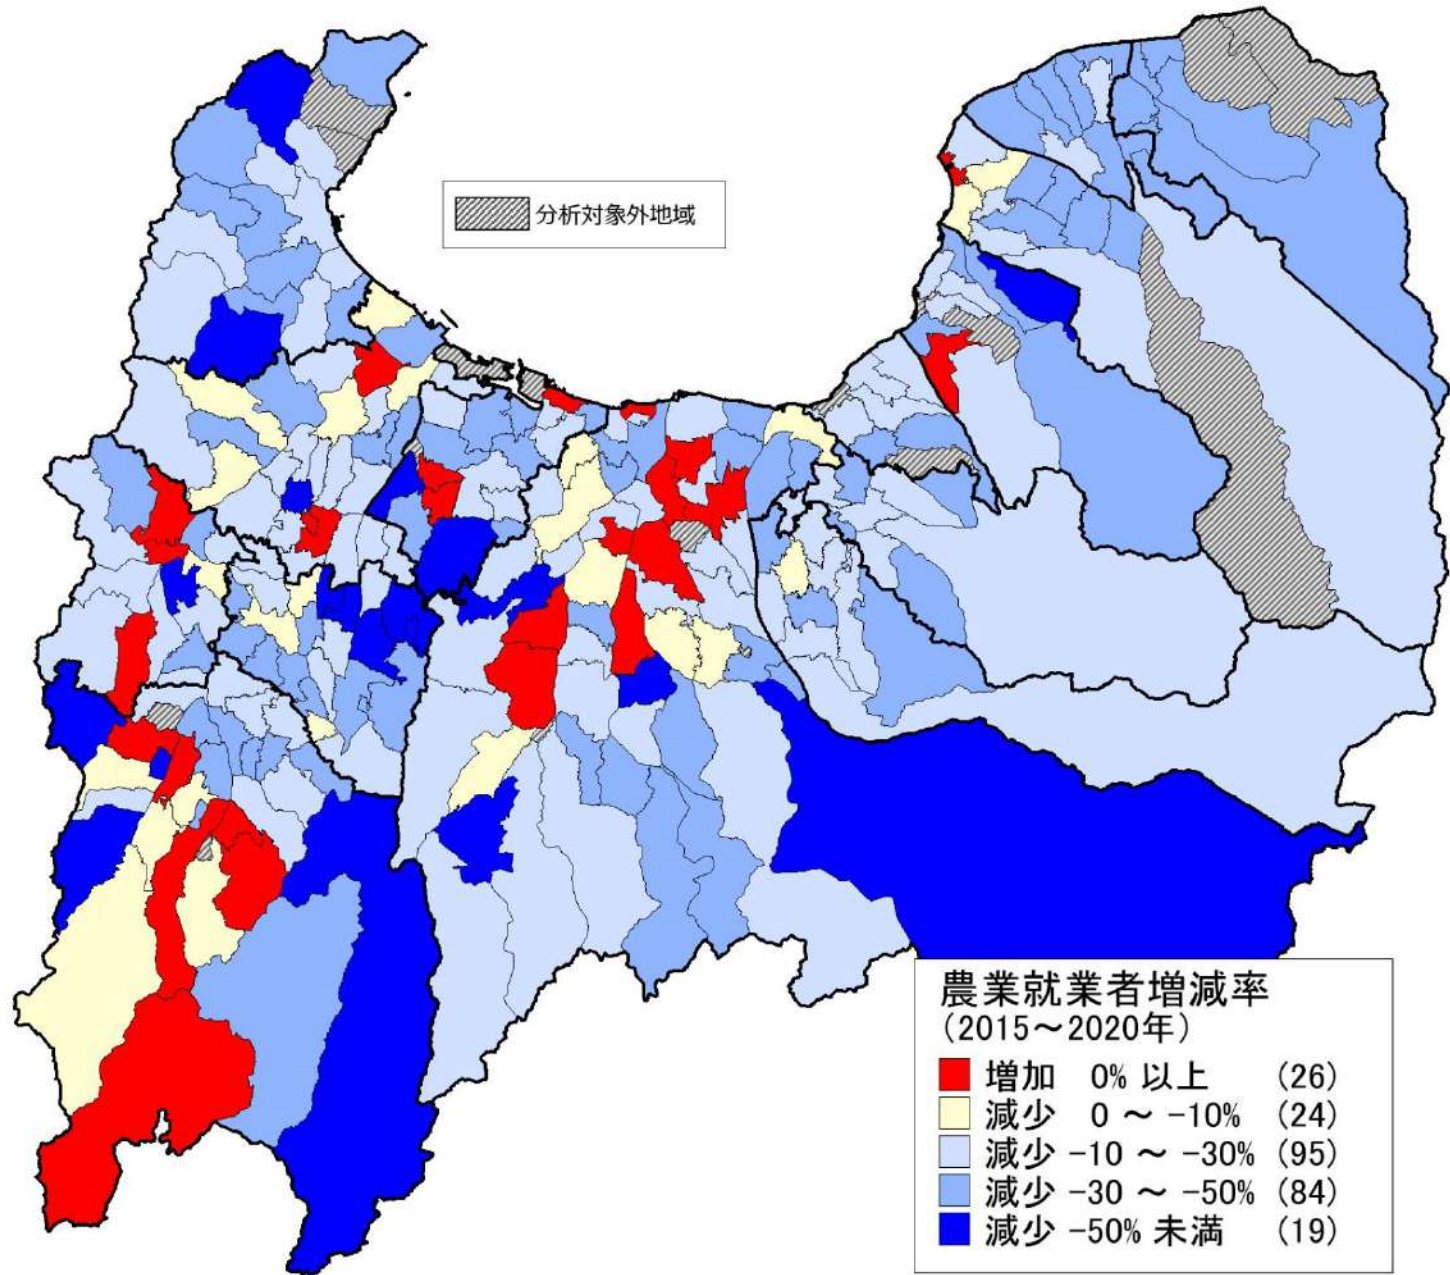 分析対象外地域
農業就業者増減率
(2015～2020年)
増加 0% 以上 (26)
減少 0 ～ -10% (24)
減少 -10 ～ -30% (95)
減少 -30 ～ -50% (84)
減少 -50% 未満 (19)